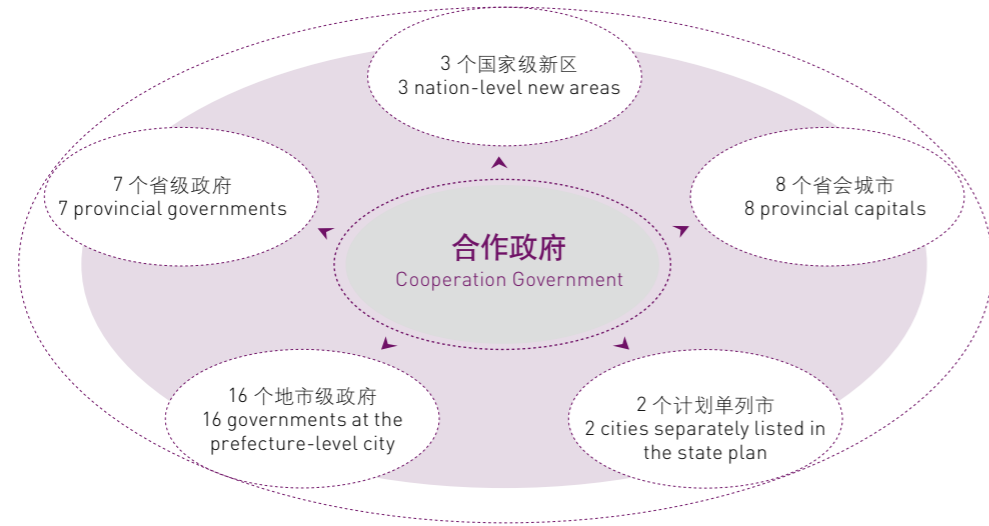 3 个国家级新区
3 nation-level new areas
7 个省级政府
7 provincial governments
8 个省会城市
8 provincial capitals
合作政府
Cooperation Government
16 个地市级政府
16 governments at the
prefecture-level city
2 个计划单列市
2 cities separately listed in
the state plan